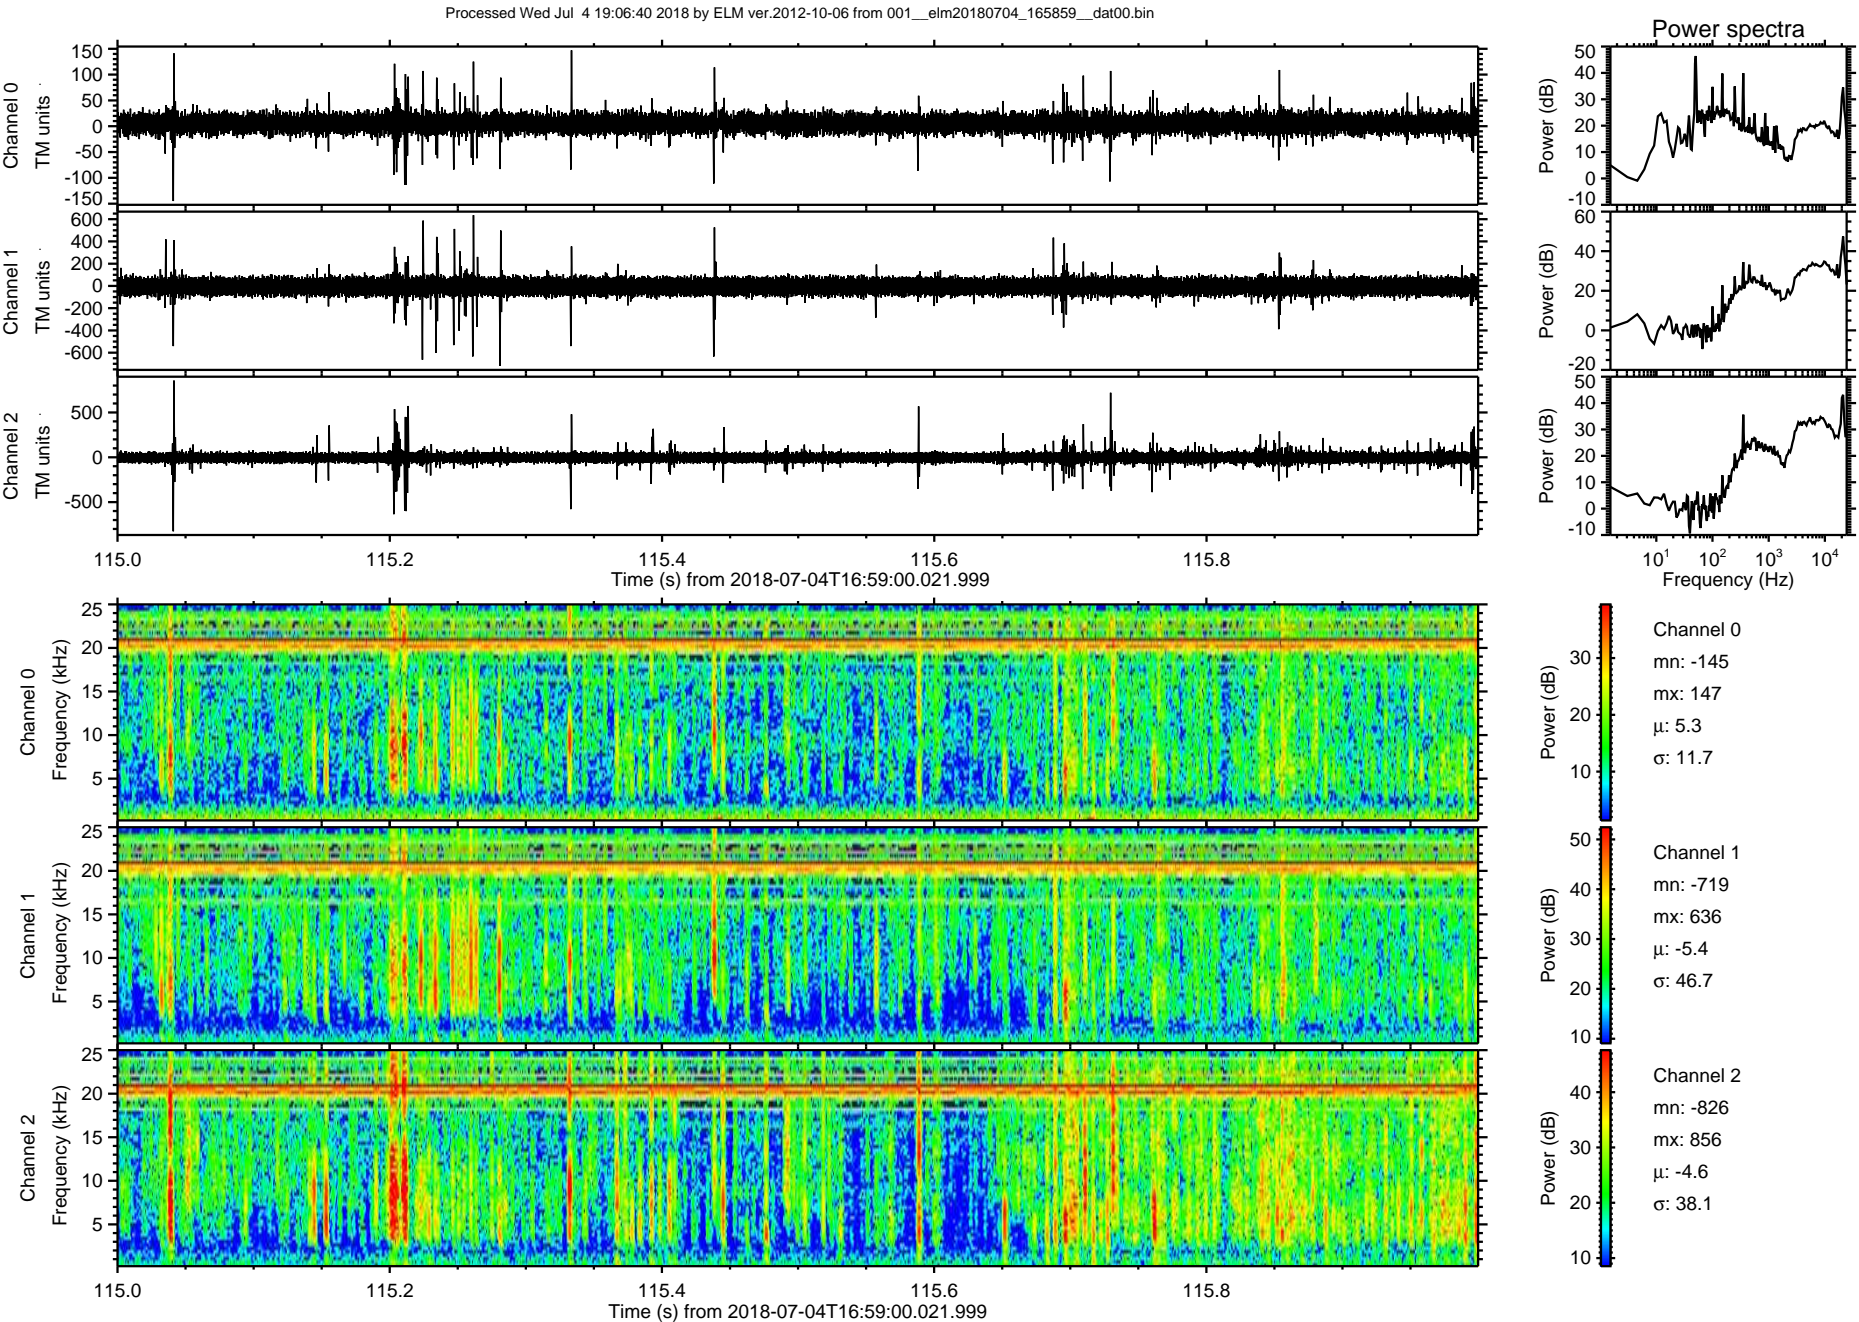 Processed Wed Jul  4 19:06:40 2018 by ELM ver.2012-10-06 from 001__elm20180704_165859__dat00.bin
Power spectra
Channel 0
TM units
150
100
50
0
-50
-100
-150
Power (dB)
50
40
30
20
10
0
-10
Channel 1
TM units
600
400
200
0
-200
-400
-600
Power (dB)
60
40
20
0
-20
Channel 2
TM units
500
0
-500
Power (dB)
50
40
30
20
10
0
-10
115.0 115.2 115.4 115.6 115.8
Time (s) from 2018-07-04T16:59:00.021.999
10^1 10^2 10^3 10^4
Frequency (Hz)
Channel 0
Frequency (kHz)
25
20
15
10
5
Power (dB)
30
20
10
Channel 0
mn: -145
mx: 147
μ: 5.3
σ: 11.7
Channel 1
Frequency (kHz)
25
20
15
10
5
Power (dB)
50
40
30
20
10
Channel 1
mn: -719
mx: 636
μ: -5.4
σ: 46.7
Channel 2
Frequency (kHz)
25
20
15
10
5
Power (dB)
40
30
20
10
Channel 2
mn: -826
mx: 856
μ: -4.6
σ: 38.1
115.0 115.2 115.4 115.6 115.8
Time (s) from 2018-07-04T16:59:00.021.999